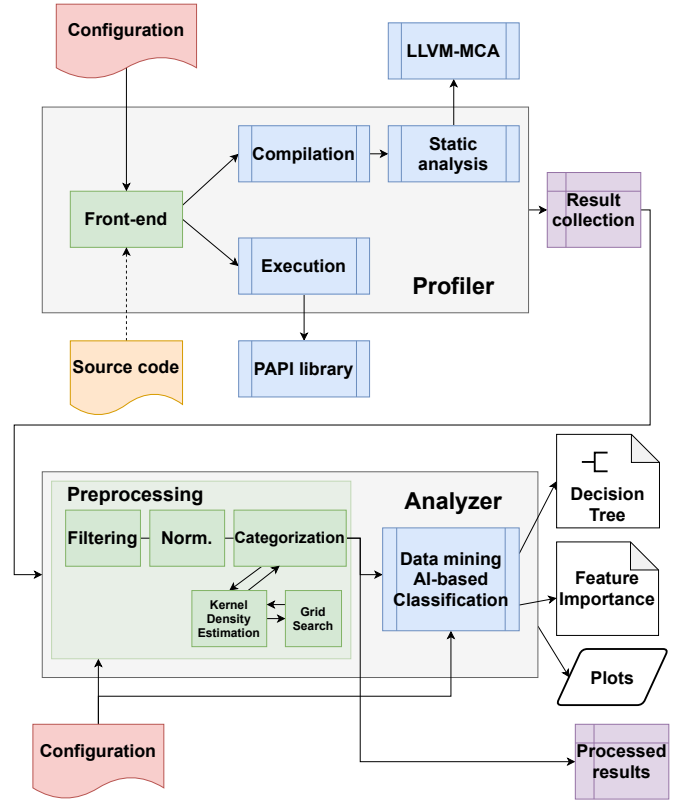 Configuration
LLVM-MCA
Compilation
Static
analysis
Front-end
Result
collection
Execution
Profiler
Source code
PAPI library
Preprocessing
Analyzer
Filtering
Norm.
Categorization
Kernel
Density
Estimation
Grid
Search
Data mining
AI-based
Classification
Decision
Tree
Feature
Importance
Plots
Configuration
Processed
results